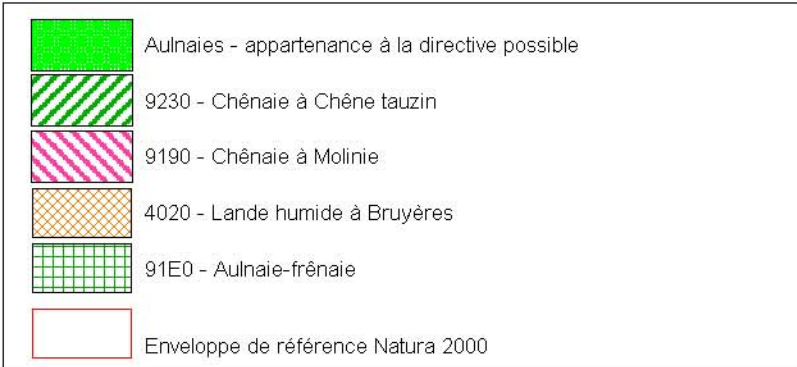 Aulnaies - appartenance à la directive possible
9230 - Chênaie à Chêne tauzin
9190 - Chênaie à Molinie
4020 - Lande humide à Bruyères
91E0 - Aulnaie-frênaie
Enveloppe de référence Natura 2000